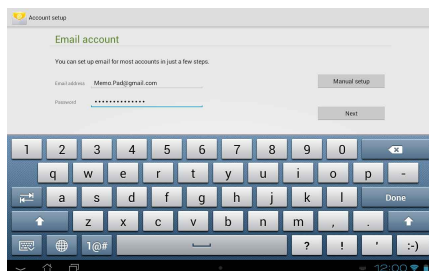 Account setup
Email account
You can set up email for most accounts in just a few steps.
Email address Memo.Pad@gmail.com Manual setup
Password ••••••••••••••
Next
1 2 3 4 5 6 7 8 9 0
q w e r t y u i o p -
a s d f g h j k l Done
z x c v b n m , .
1@# ? ! ' :-)
12:00